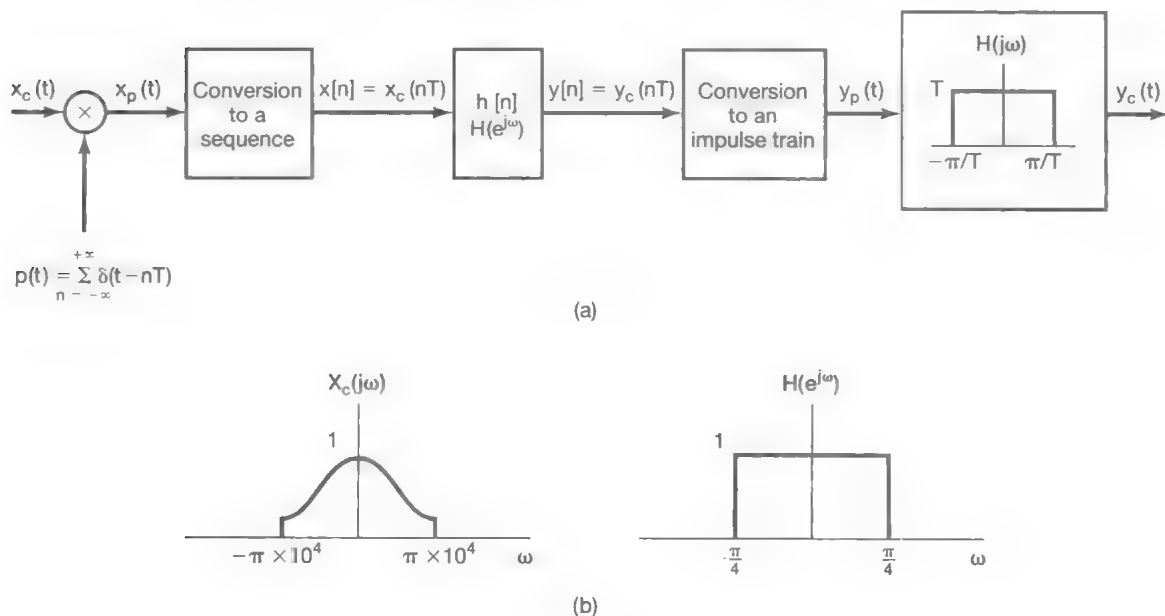 x_c(t)
×
x_p(t)
Conversion
to a
sequence
x[n] = x_c(nT)
h [n]
H(e^{jω})
y[n] = y_c(nT)
Conversion
to an
impulse train
y_p(t)
H(jω)
T
−π/T
π/T
y_c(t)
+∞
p(t) = Σ δ(t−nT)
n = −∞
(a)
X_c(jω)
1
−π × 10^4
π × 10^4
ω
H(e^{jω})
1
-π/4
π/4
ω
(b)